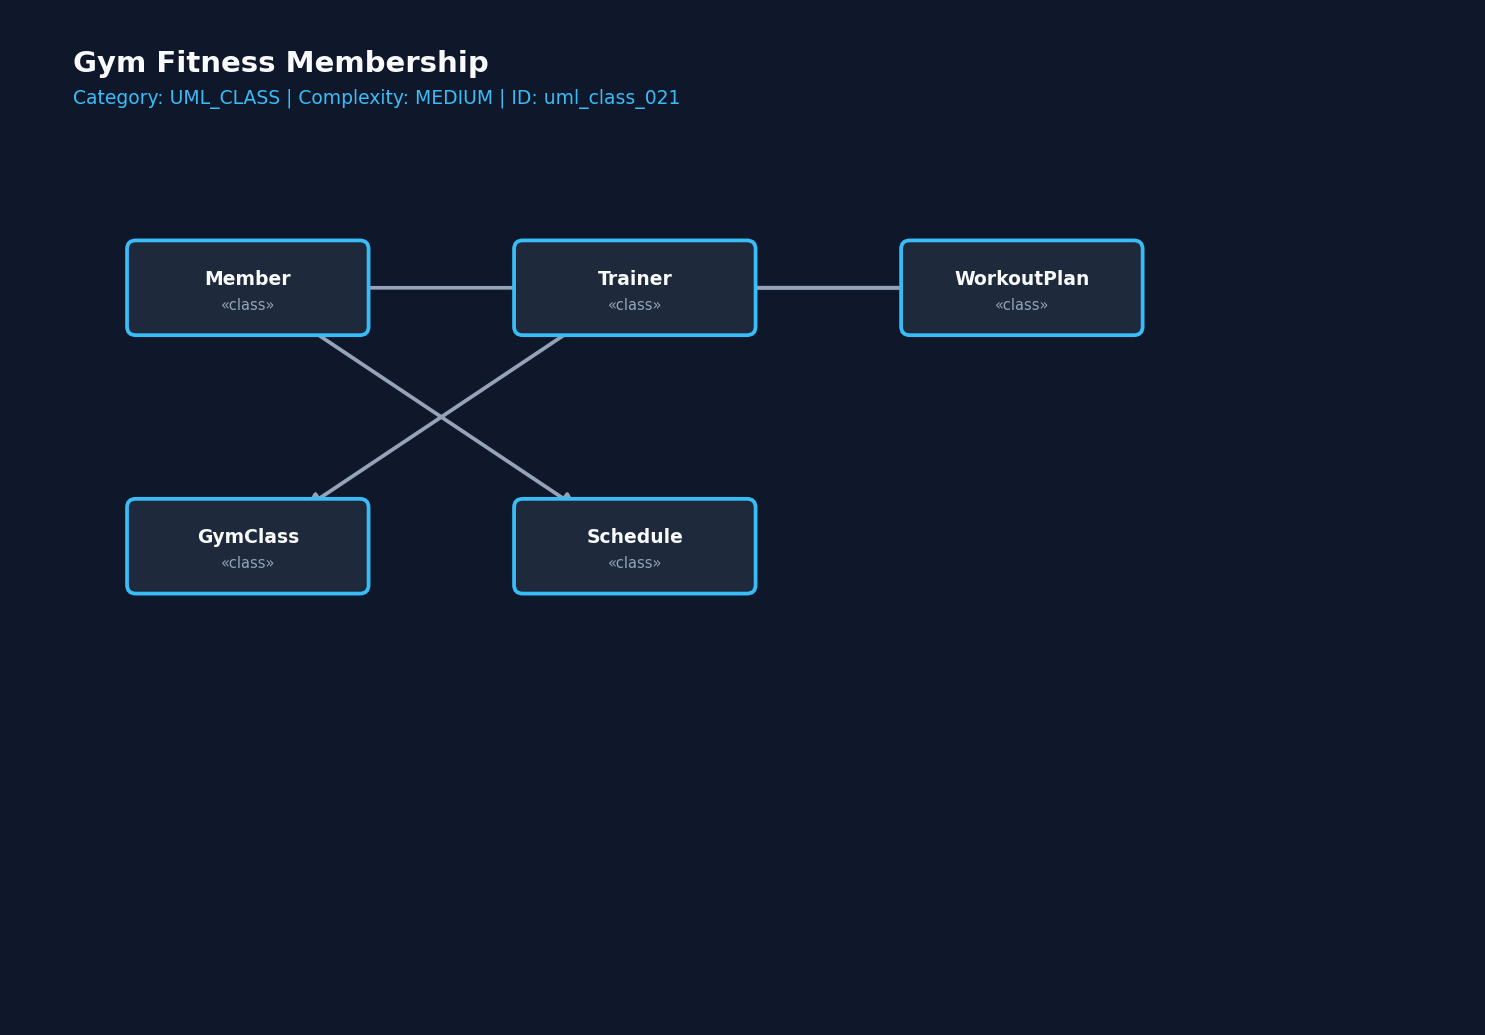 Gym Fitness Membership
Category: UML_CLASS | Complexity: MEDIUM | ID: uml_class_021
Member
«class»
Trainer
«class»
WorkoutPlan
«class»
GymClass
«class»
Schedule
«class»